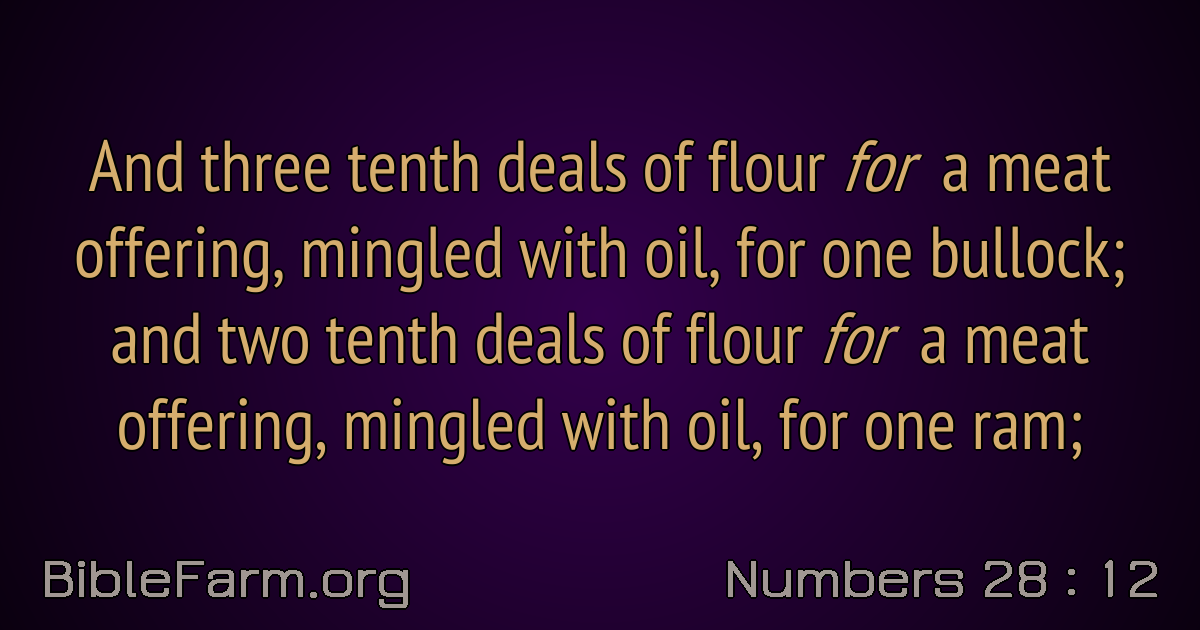 And three tenth deals of flour for a meat
offering, mingled with oil, for one bullock;
and two tenth deals of flour for a meat
offering, mingled with oil, for one ram;
BibleFarm.org
Numbers 28 : 12